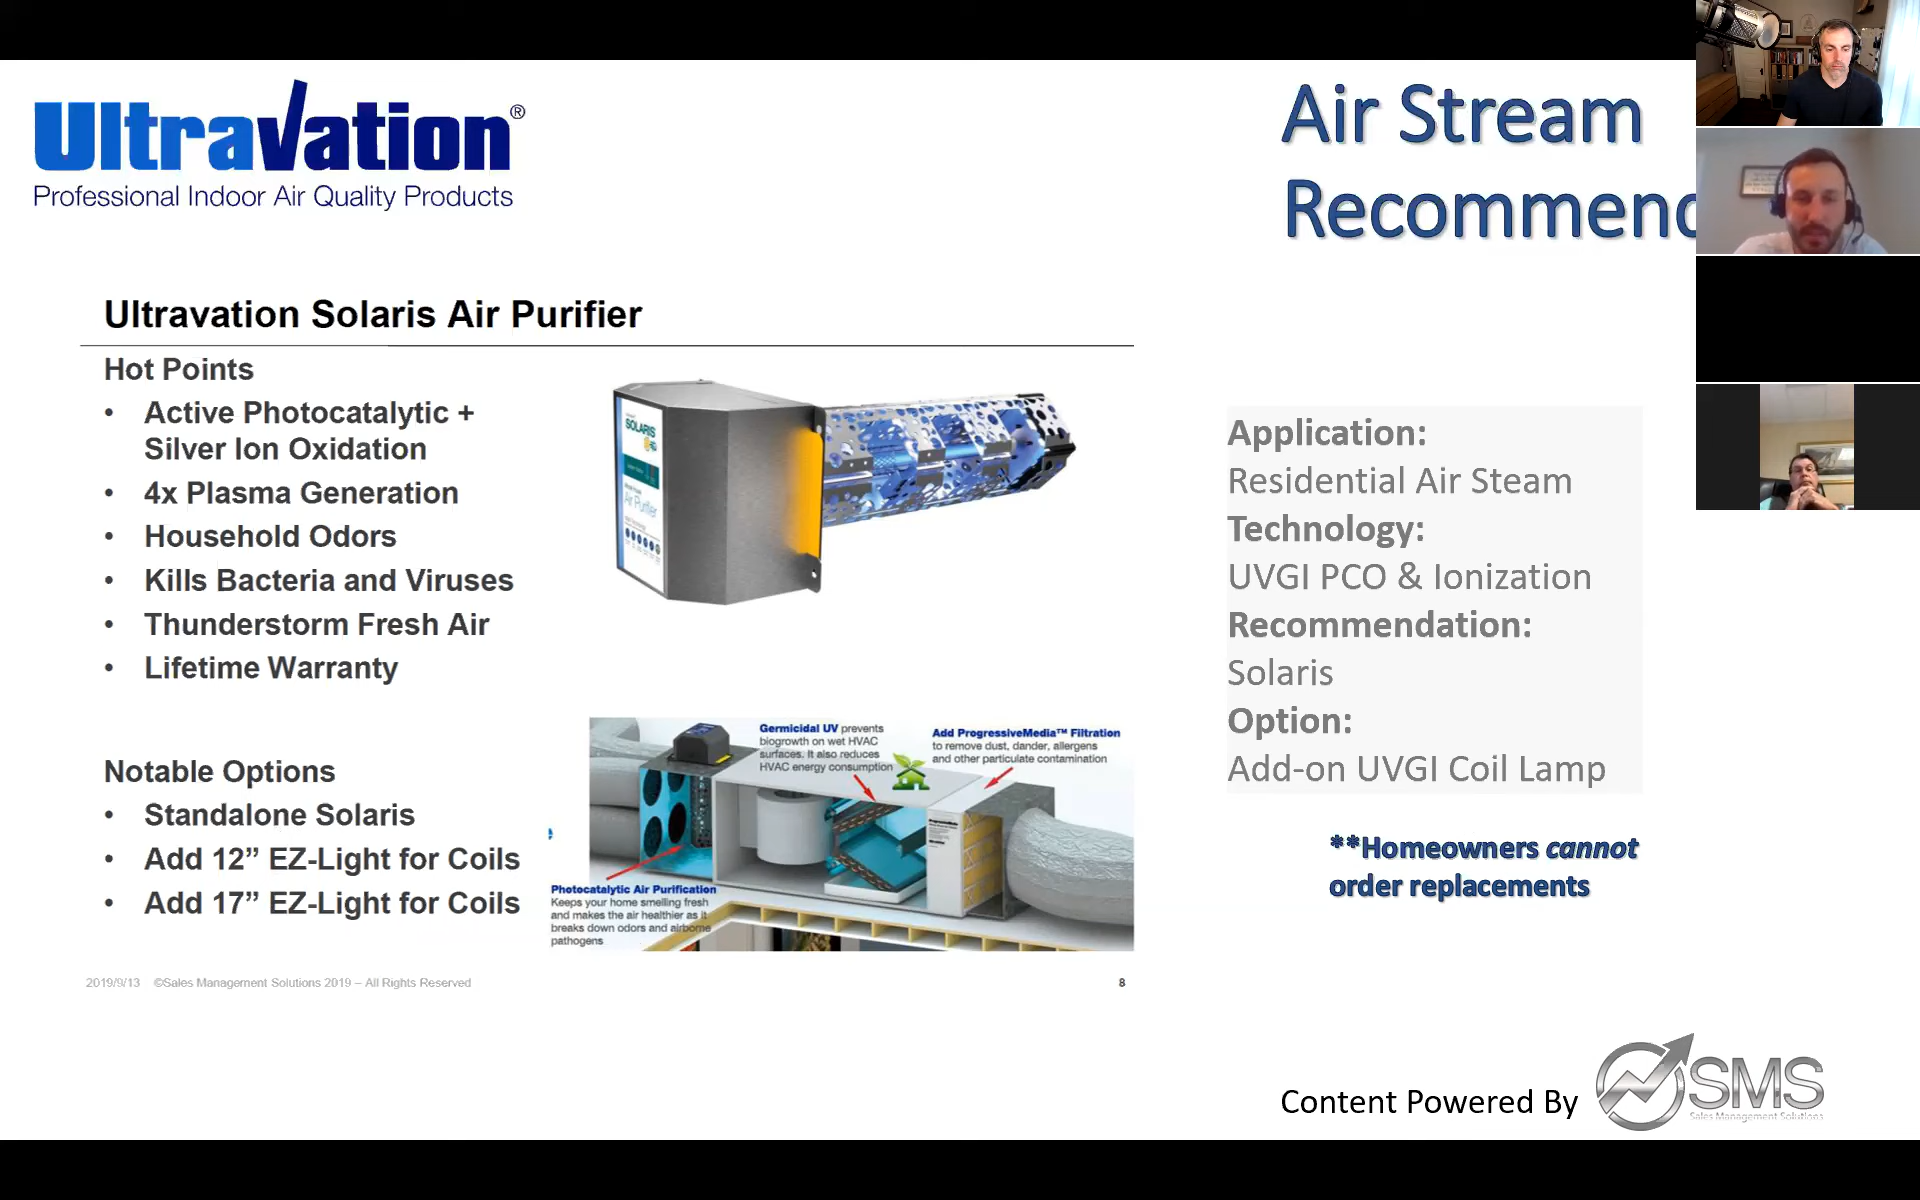 Ultravation®
Professional Indoor Air Quality Products
Air Stream
Recommend
Ultravation Solaris Air Purifier
Hot Points
• Active Photocatalytic +
Silver Ion Oxidation
• 4x Plasma Generation
• Household Odors
• Kills Bacteria and Viruses
• Thunderstorm Fresh Air
• Lifetime Warranty
Notable Options
• Standalone Solaris
• Add 12” EZ-Light for Coils
• Add 17” EZ-Light for Coils
SOLARIS
Air Purifier
Germicidal UV prevents
biogrowth on wet HVAC
surfaces. It also reduces
HVAC energy consumption
Add ProgressiveMedia™ Filtration
to remove dust, dander, allergens
and other particulate contamination
Photocatalytic Air Purification
Keeps your home smelling fresh
and makes the air healthier as it
breaks down odors and airborne
pathogens
Application:
Residential Air Steam
Technology:
UVGI PCO & Ionization
Recommendation:
Solaris
Option:
Add-on UVGI Coil Lamp
**Homeowners cannot
order replacements
2019/9/13 ©Sales Management Solutions 2019 – All Rights Reserved
8
Content Powered By
SMS
Sales Management Solutions